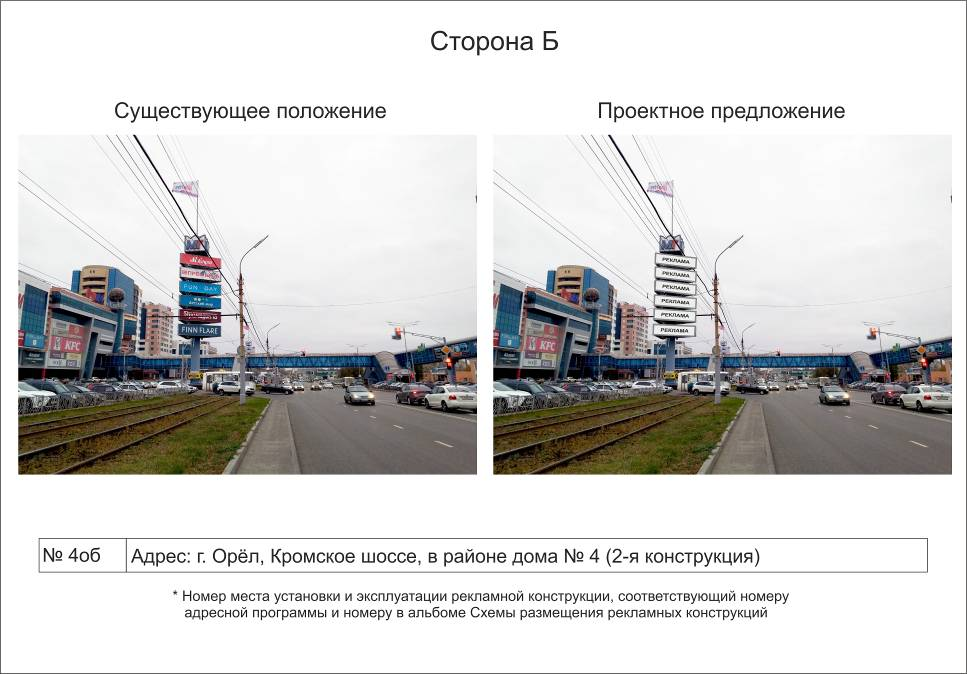 Сторона Б
Существующее положение
Проектное предложение
FUN DAY
FINN FLARE
KFC
РЕКЛАМА
РЕКЛАМА
РЕКЛАМА
РЕКЛАМА
РЕКЛАМА
РЕКЛАМА
KFC
№ 4об
Адрес: г. Орёл, Кромское шоссе, в районе дома № 4 (2-я конструкция)
* Номер места установки и эксплуатации рекламной конструкции, соответствующий номеру
адресной программы и номеру в альбоме Схемы размещения рекламных конструкций